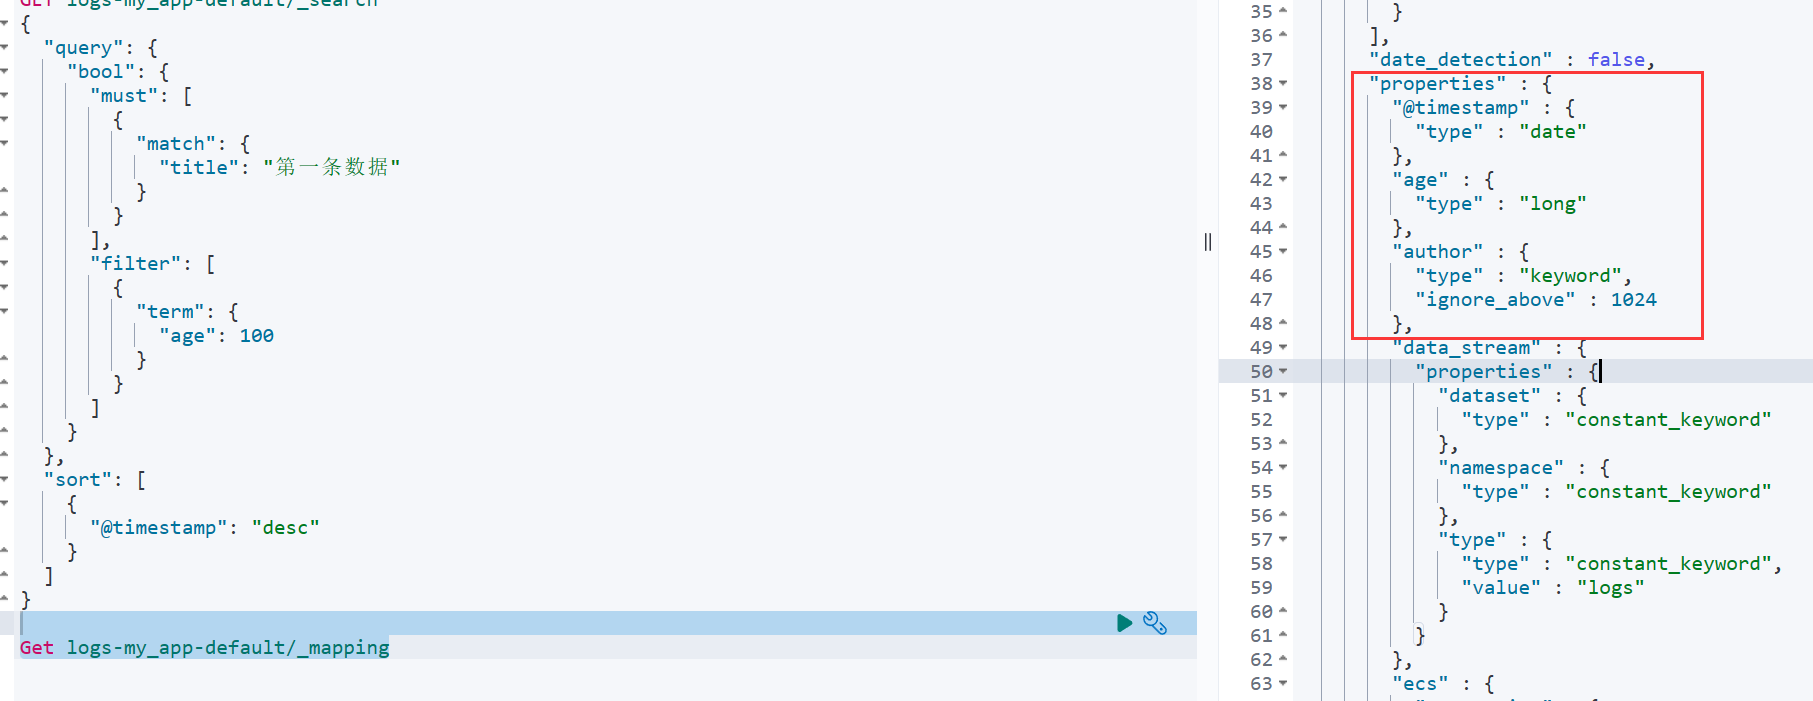 GET logs-my_app-default/_search
{
  "query": {
    "bool": {
      "must": [
        {
          "match": {
            "title": "第一条数据"
          }
        }
      ],
      "filter": [
        {
          "term": {
            "age": 100
          }
        }
      ]
    }
  },
  "sort": [
    {
      "@timestamp": "desc"
    }
  ]
}
Get logs-my_app-default/_mapping
35 }
36 ],
37 "date_detection" : false,
38 "properties" : {
39 "@timestamp" : {
40 "type" : "date"
41 },
42 "age" : {
43 "type" : "long"
44 },
45 "author" : {
46 "type" : "keyword",
47 "ignore_above" : 1024
48 },
49 "data_stream" : {
50 "properties" : {
51 "dataset" : {
52 "type" : "constant_keyword"
53 },
54 "namespace" : {
55 "type" : "constant_keyword"
56 },
57 "type" : {
58 "type" : "constant_keyword",
59 "value" : "logs"
60 }
61 }
62 },
63 "ecs" : {